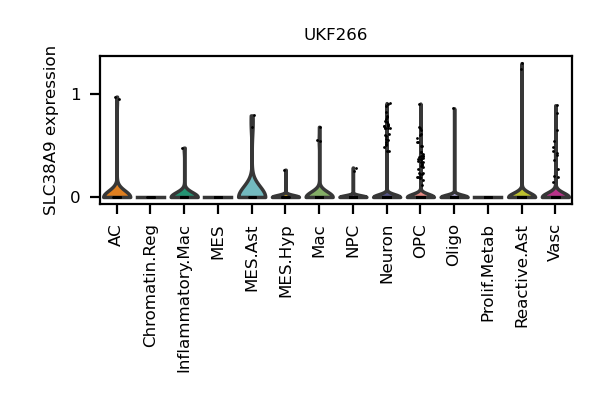 UKF266
SLC38A9 expression
1
0
AC
Chromatin.Reg
Inflammatory.Mac
MES
MES.Ast
MES.Hyp
Mac
NPC
Neuron
OPC
Oligo
Prolif.Metab
Reactive.Ast
Vasc